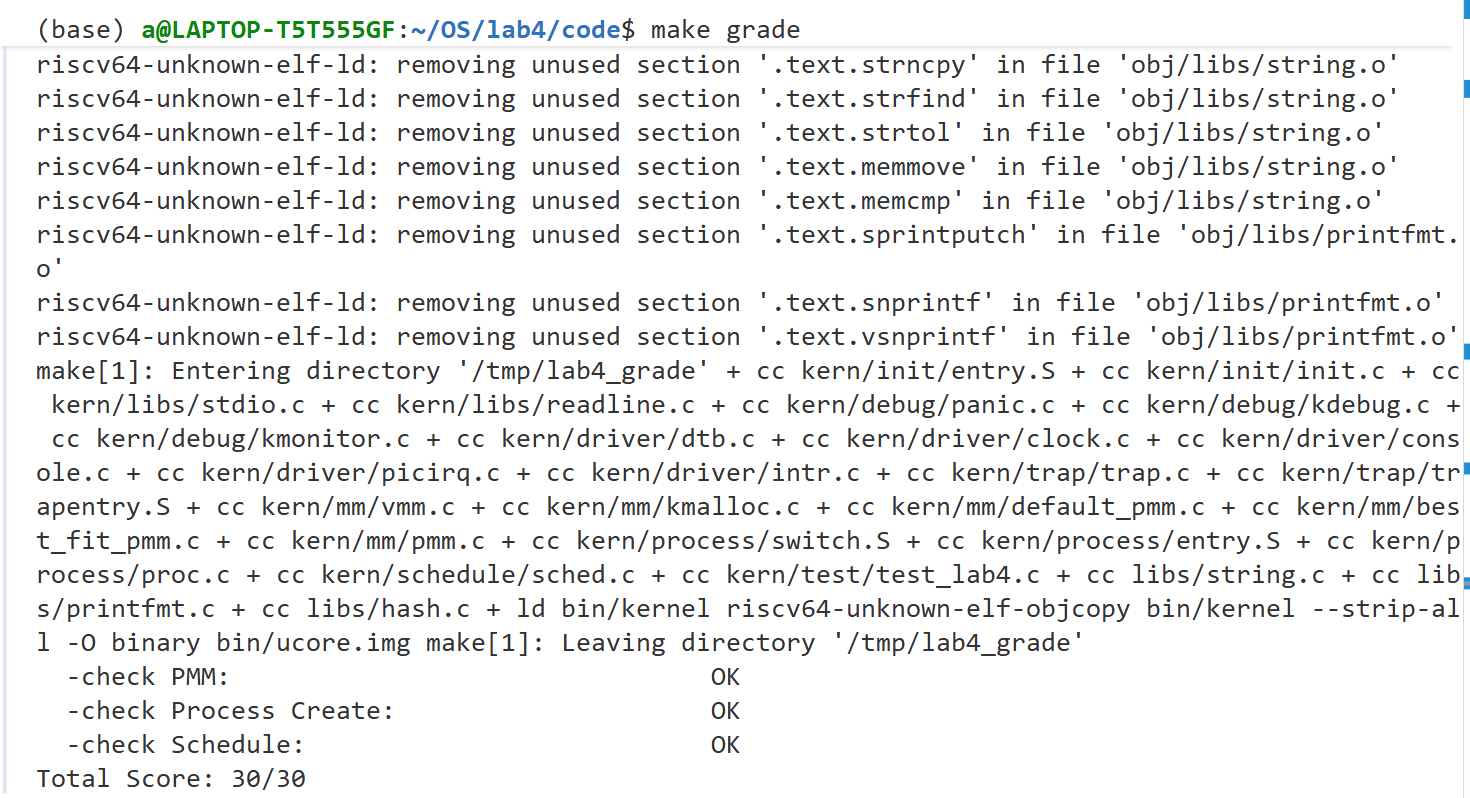 (base) a@LAPTOP-T5T555GF:~/OS/lab4/code$ make grade
riscv64-unknown-elf-ld: removing unused section '.text.strncpy' in file 'obj/libs/string.o'
riscv64-unknown-elf-ld: removing unused section '.text.strfind' in file 'obj/libs/string.o'
riscv64-unknown-elf-ld: removing unused section '.text.strtol' in file 'obj/libs/string.o'
riscv64-unknown-elf-ld: removing unused section '.text.memmove' in file 'obj/libs/string.o'
riscv64-unknown-elf-ld: removing unused section '.text.memcmp' in file 'obj/libs/string.o'
riscv64-unknown-elf-ld: removing unused section '.text.sprintputch' in file 'obj/libs/printfmt.
o'
riscv64-unknown-elf-ld: removing unused section '.text.snprintf' in file 'obj/libs/printfmt.o'
riscv64-unknown-elf-ld: removing unused section '.text.vsnprintf' in file 'obj/libs/printfmt.o'
make[1]: Entering directory '/tmp/lab4_grade' + cc kern/init/entry.S + cc kern/init/init.c + cc
 kern/libs/stdio.c + cc kern/libs/readline.c + cc kern/debug/panic.c + cc kern/debug/kdebug.c +
 cc kern/debug/kmonitor.c + cc kern/driver/dtb.c + cc kern/driver/clock.c + cc kern/driver/cons
ole.c + cc kern/driver/picirq.c + cc kern/driver/intr.c + cc kern/trap/trap.c + cc kern/trap/tr
apentry.S + cc kern/mm/vmm.c + cc kern/mm/kmalloc.c + cc kern/mm/default_pmm.c + cc kern/mm/bes
t_fit_pmm.c + cc kern/mm/pmm.c + cc kern/process/switch.S + cc kern/process/entry.S + cc kern/p
rocess/proc.c + cc kern/schedule/sched.c + cc kern/test/test_lab4.c + cc libs/string.c + cc lib
s/printfmt.c + cc libs/hash.c + ld bin/kernel riscv64-unknown-elf-objcopy bin/kernel --strip-al
l -O binary bin/ucore.img make[1]: Leaving directory '/tmp/lab4_grade'
  -check PMM:                                OK
  -check Process Create:                     OK
  -check Schedule:                           OK
Total Score: 30/30